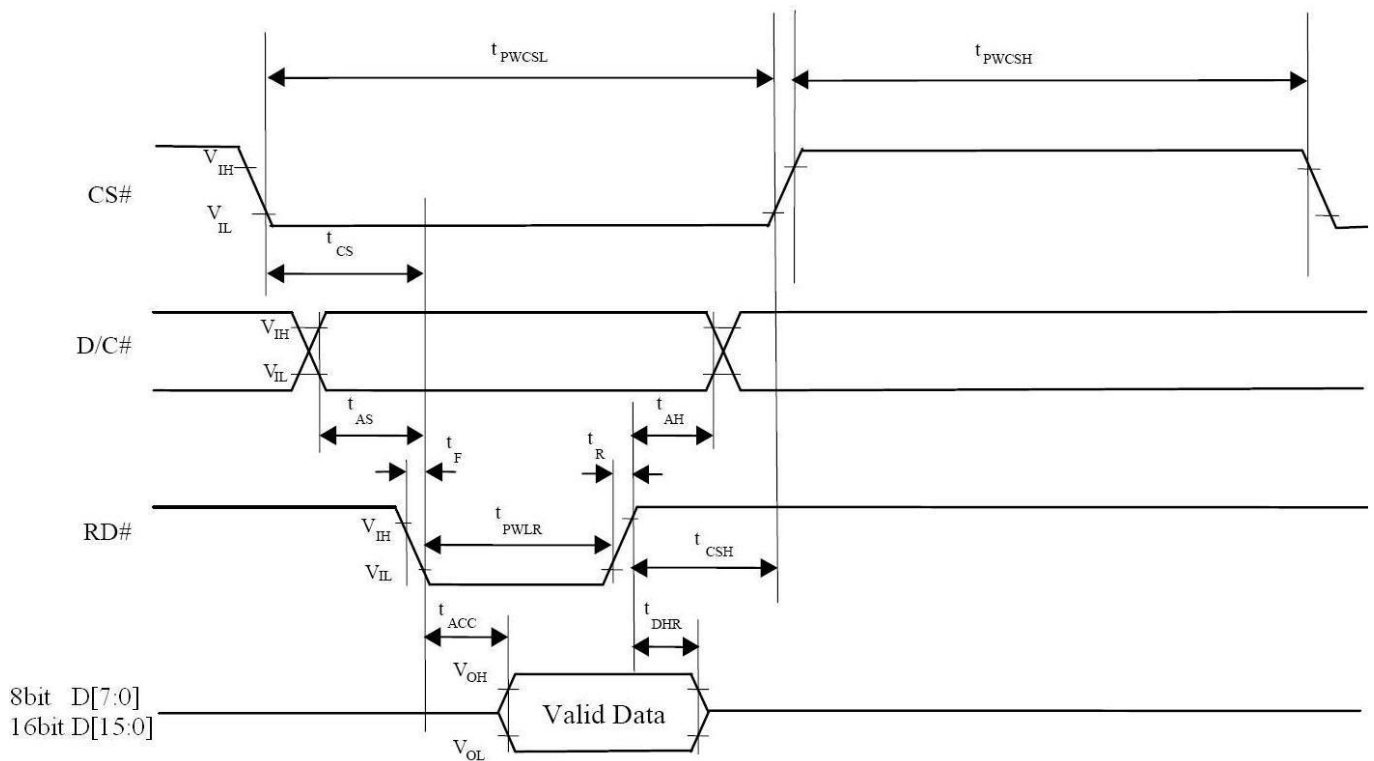 t PWCSL
t PWCSH
V IH
CS#
V IL
t CS
V IH
D/C#
V IL
t AS
t AH
t F
t R
RD#
V IH
t PWLR
t CSH
V IL
t ACC
t DHR
V OH
8bit D[7:0]
Valid Data
16bit D[15:0]
V OL